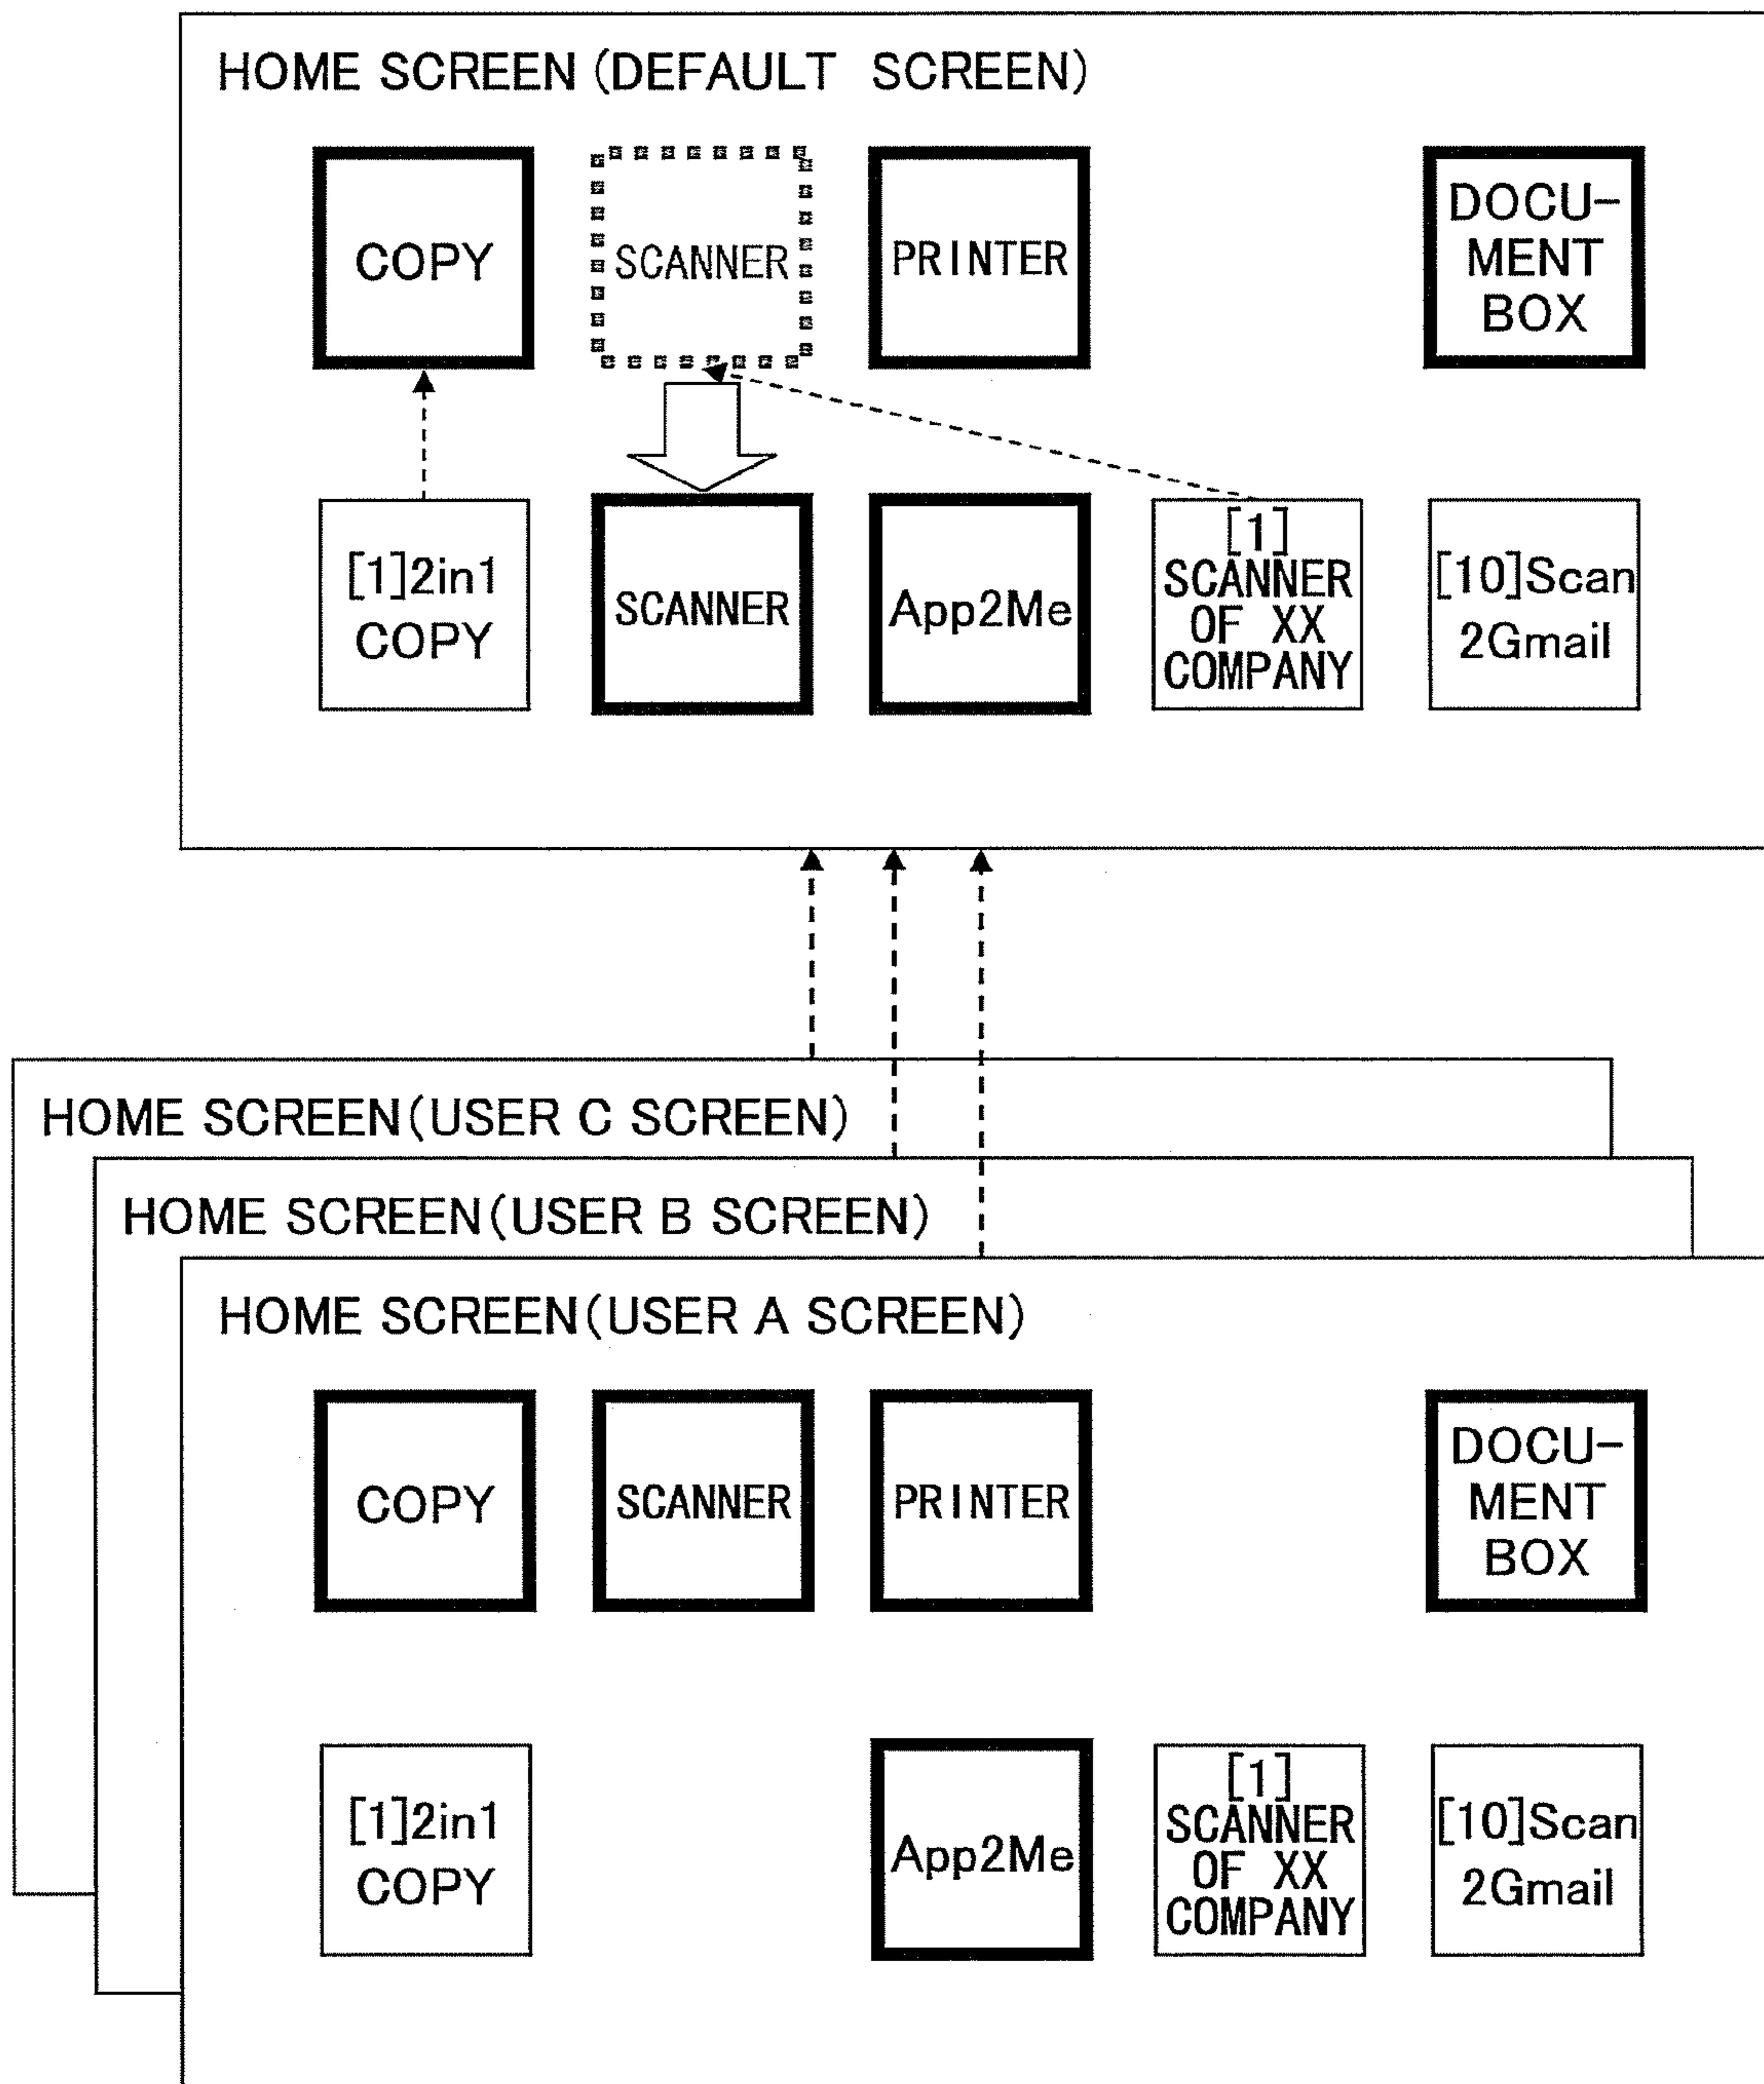 HOME SCREEN (DEFAULT SCREEN)
COPY
SCANNER
PRINTER
DOCU-
MENT
BOX
[1]2in1
COPY
SCANNER
App2Me
[1]
SCANNER
OF XX
COMPANY
[10]Scan
2Gmail
HOME SCREEN(USER C SCREEN)
HOME SCREEN(USER B SCREEN)
HOME SCREEN(USER A SCREEN)
COPY
SCANNER
PRINTER
DOCU-
MENT
BOX
[1]2in1
COPY
App2Me
[1]
SCANNER
OF XX
COMPANY
[10]Scan
2Gmail